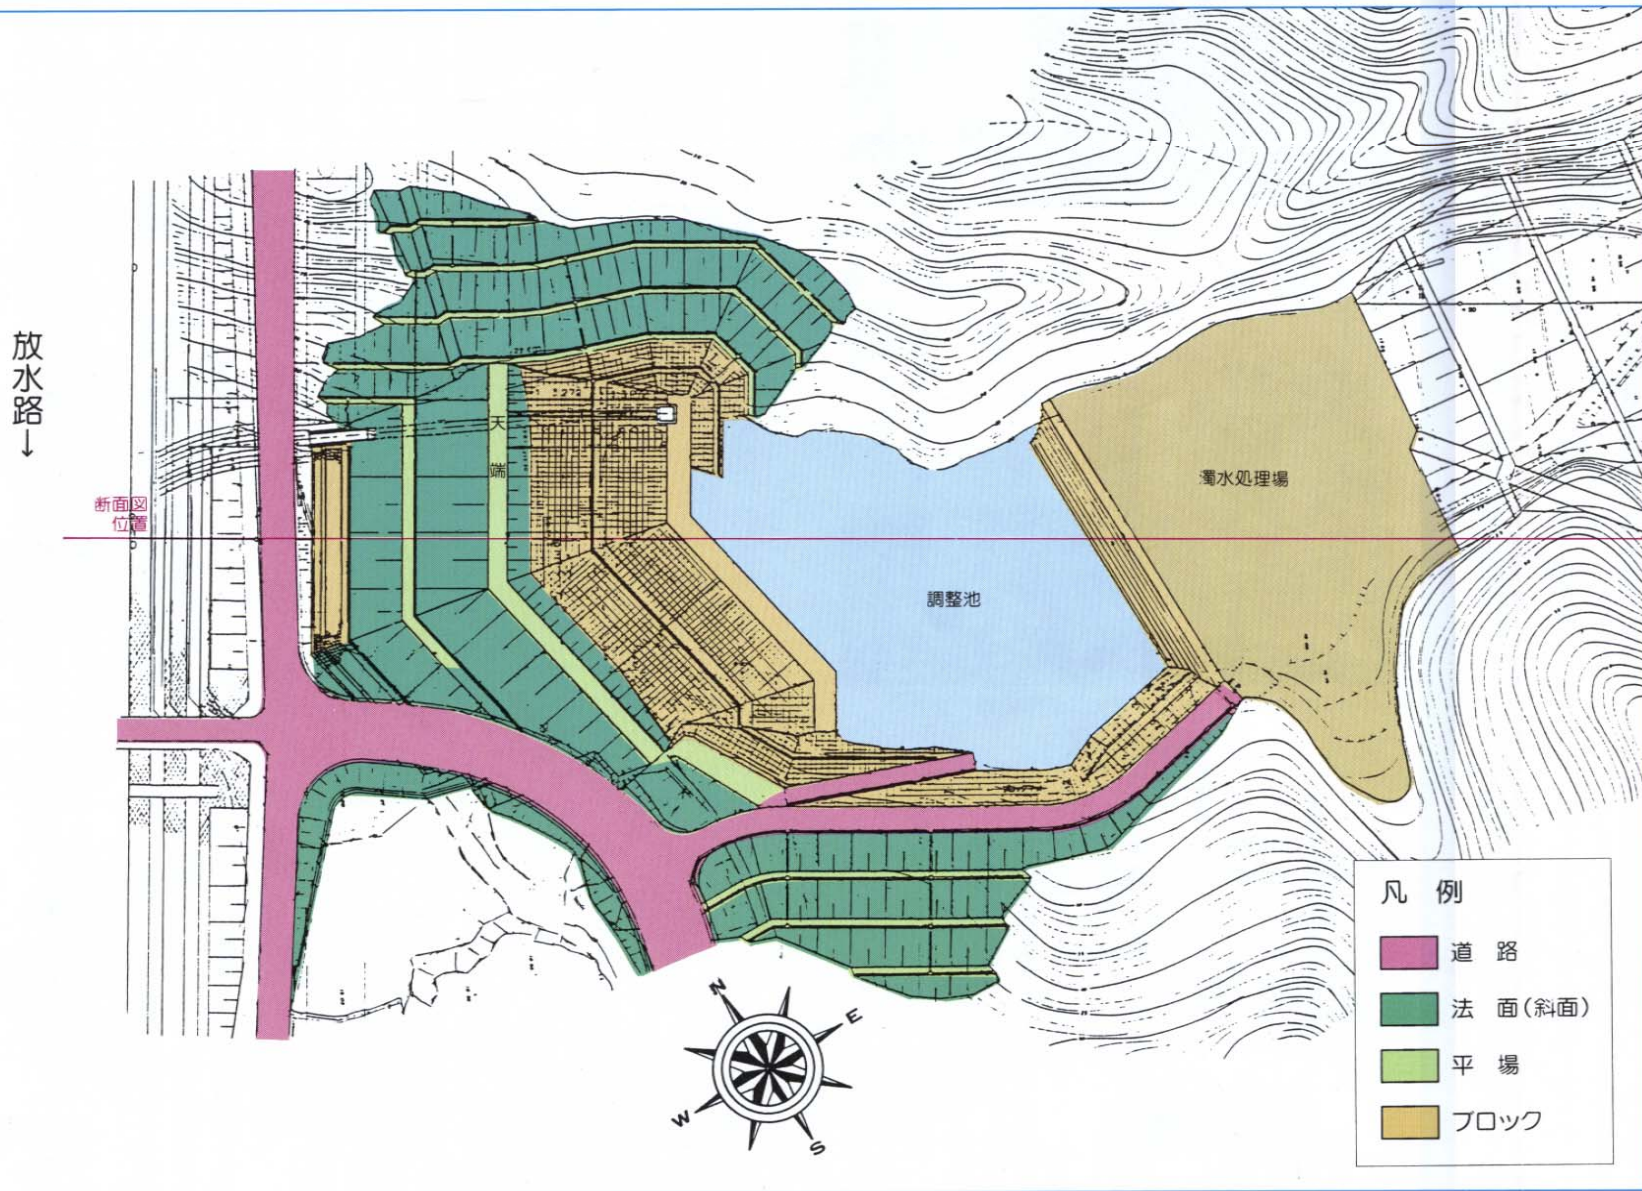 放水路↓
断面図
位置
天端
調整池
濁水処理場
N
E
W
S
凡 例
道 路
法 面(斜面)
平 場
ブロック